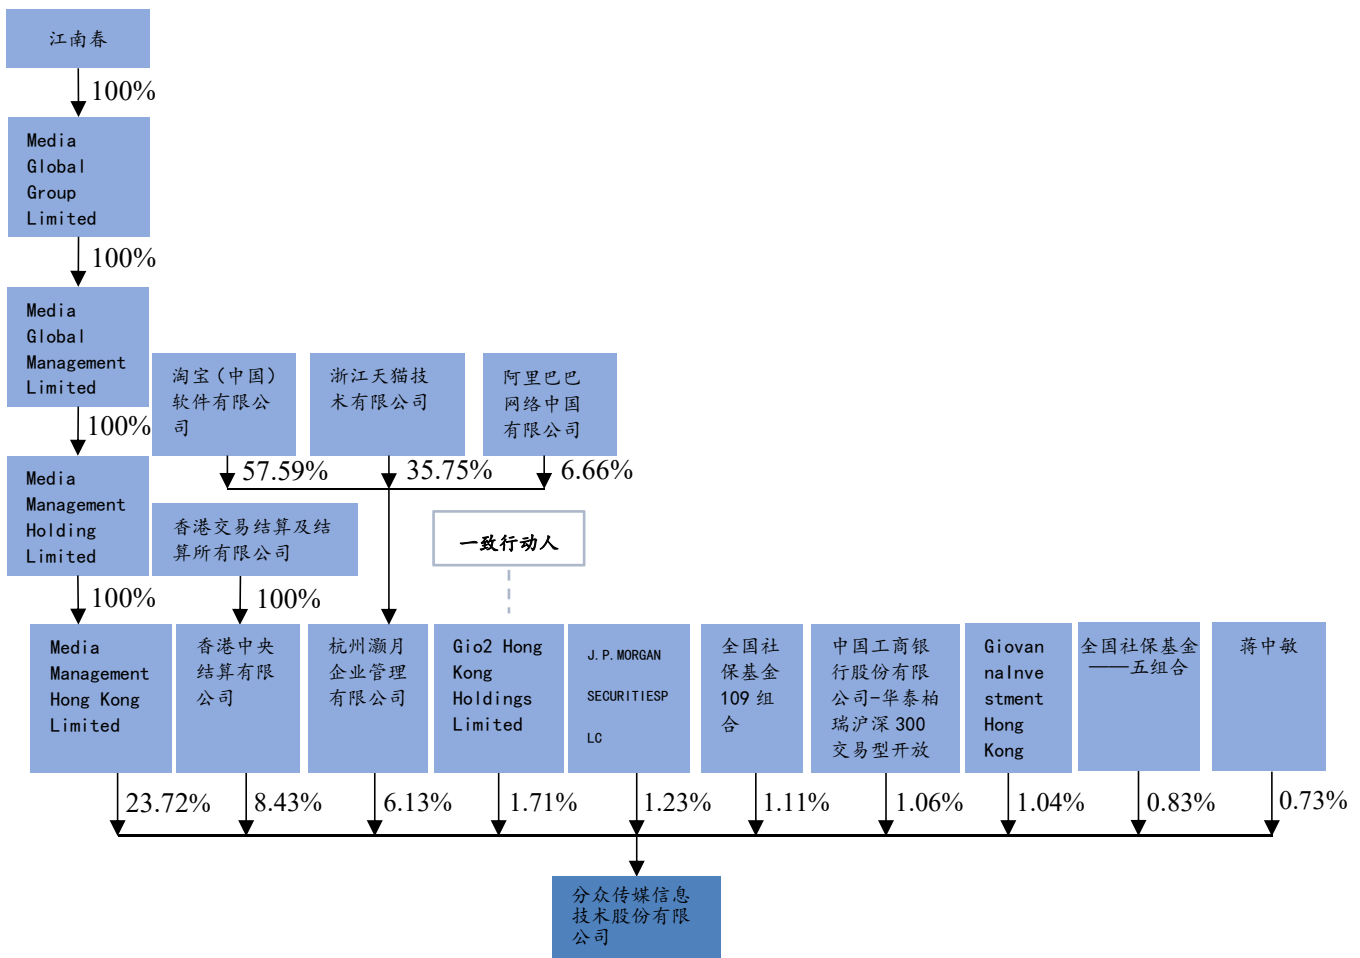 江南春
100%
Media
Global
Group
Limited
100%
Media
Global
Management
Limited
100%
淘宝（中国）
软件有限公
司
浙江天猫技
术有限公司
阿里巴巴
网络中国
有限公司
57.59%
35.75%
6.66%
Media
Management
Holding
Limited
香港交易结算及结
算所有限公司
一致行动人
100%
100%
Media
Management
Hong Kong
Limited
香港中央
结算有限
公司
杭州灏月
企业管理
有限公司
Gio2 Hong
Kong
Holdings
Limited
J.P.MORGAN
SECURITIESP
LC
全国社
保基金
109 组
合
中国工商银
行股份有限
公司-华泰柏
瑞沪深 300
交易型开放
Giovan
naInve
stment
Hong
Kong
全国社保基金
一一五组合
蒋中敏
23.72%
8.43%
6.13%
1.71%
1.23%
1.11%
1.06%
1.04%
0.83%
0.73%
分众传媒信息
技术股份有限
公司